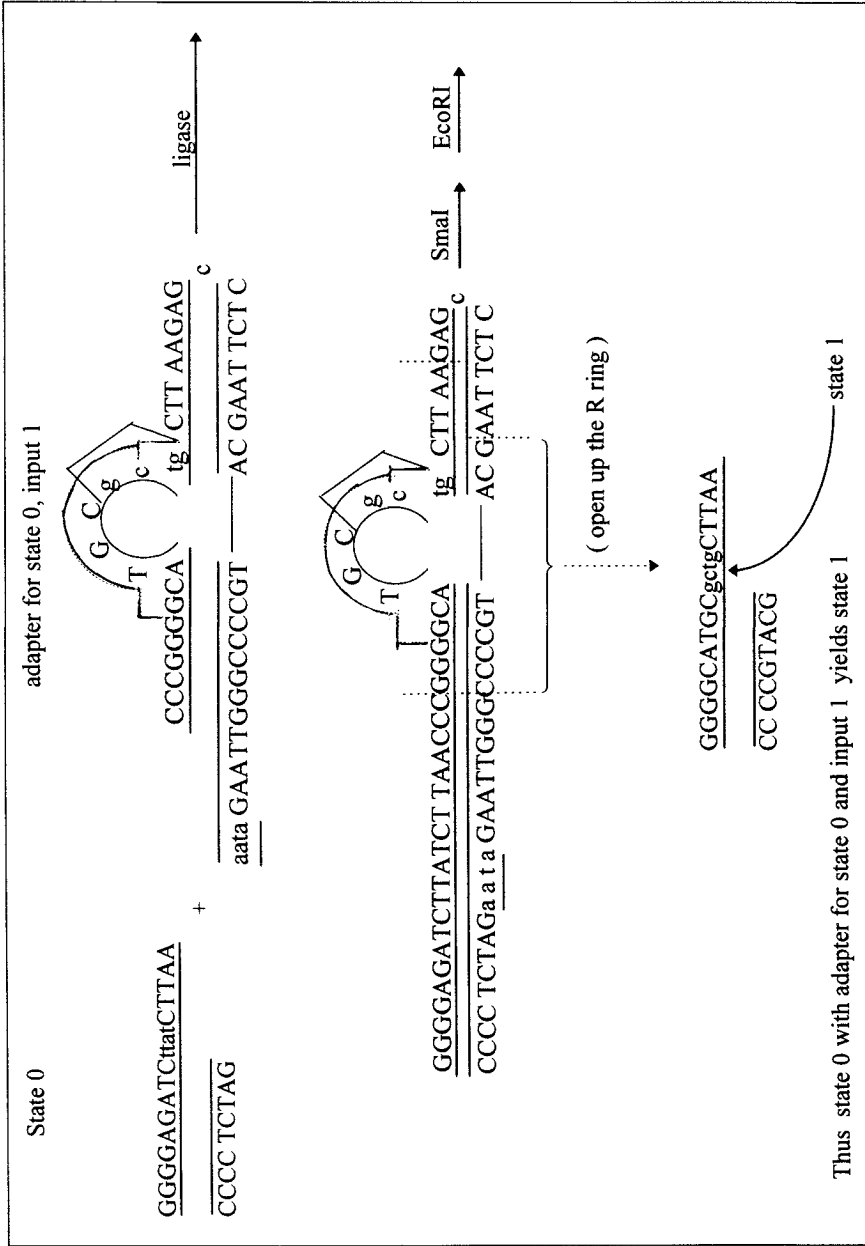 adapter for state 0, input 1
State 0
T G C g c
GGGGAGATCttatCTTAA + CCCGGGGCA tg CTT AAGAG ligase
c
CCCC TCTAG aata GAATTGGGCCCCGT AC GAAT TCT C
T G C g c
GGGGAGATCTTATCT TAACCCGGGGCA tg CTT AAGAG c SmaI EcoRI
CCCC TCTAGa a t a GAATTGGGCCCCGT AC GAAT TCT C
( open up the R ring )
GGGGCATGCgctgCTTAA
CC CCGTACG
state 1
Thus state 0 with adapter for state 0 and input 1 yields state 1